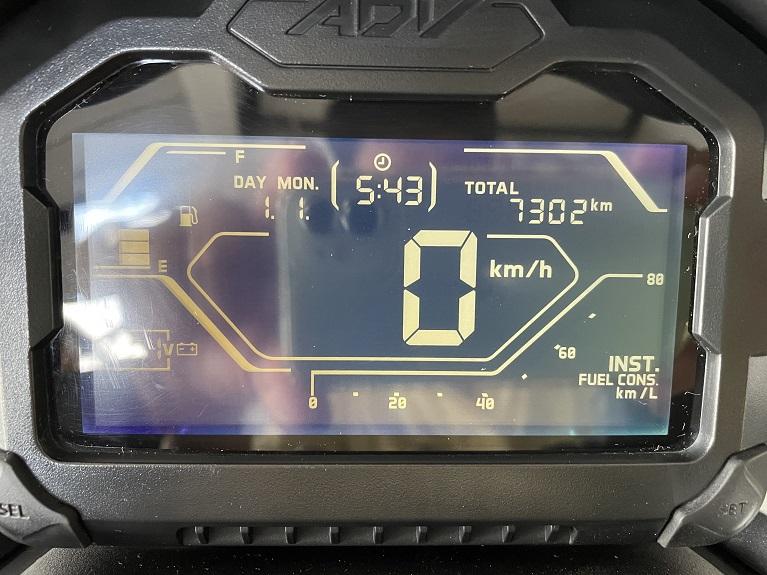 ADV
F
DAY MON. 5:43 TOTAL
1. 1. 7302 km
0 km/h
E
80
V
60
INST.
FUEL CONS.
km/L
0 20 40
SEL SET